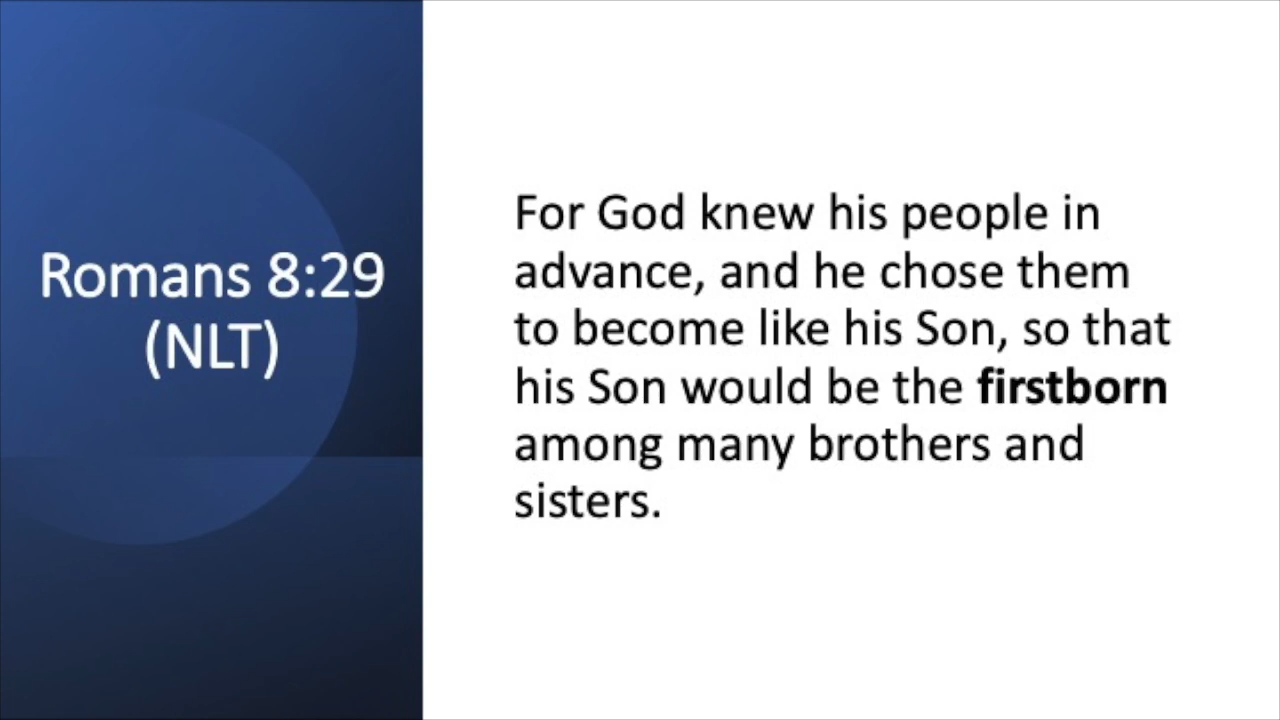 Romans 8:29
(NLT)
For God knew his people in
advance, and he chose them
to become like his Son, so that
his Son would be the firstborn
among many brothers and
sisters.